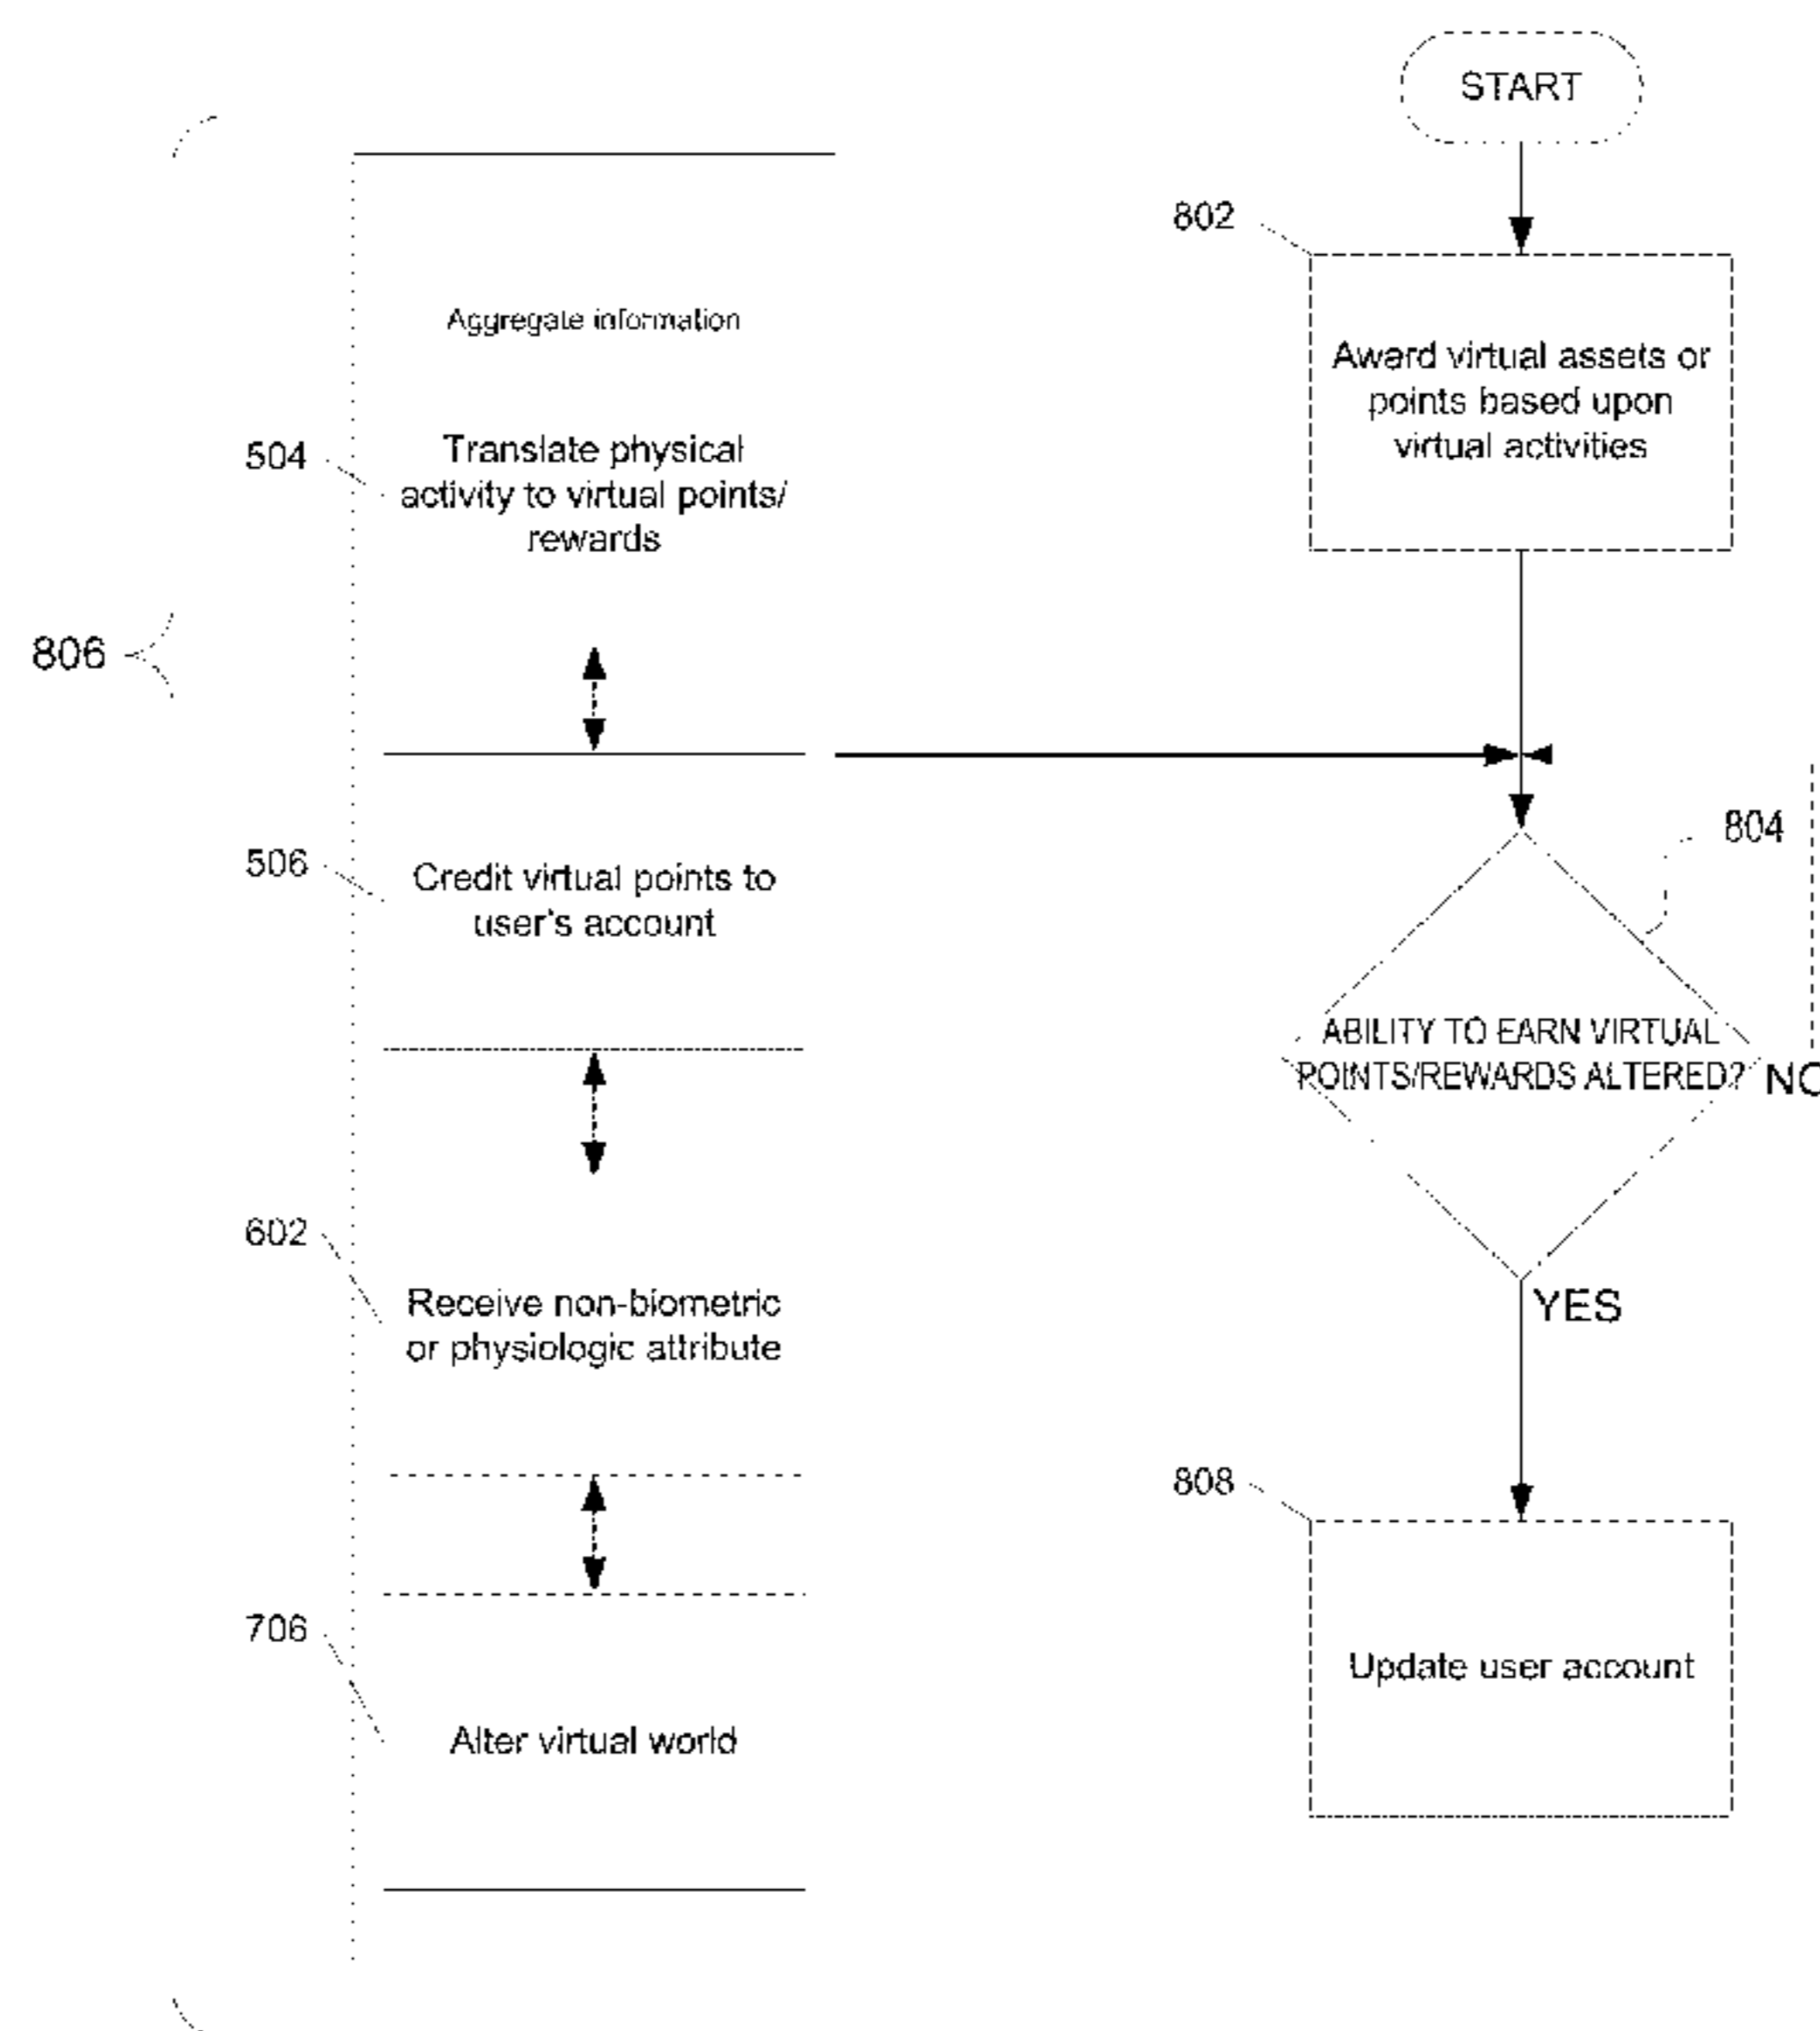 START
802
Award virtual assets or
points based upon
virtual activities
Aggregate information
504
Translate physical
activity to virtual points/
rewards
806
804
506
Credit virtual points to
user's account
ABILITY TO EARN VIRTUAL
POINTS/REWARDS ALTERED?
602
Receive non-biometric
or physiologic attribute
YES
808
706
Update user account
Alter virtual world